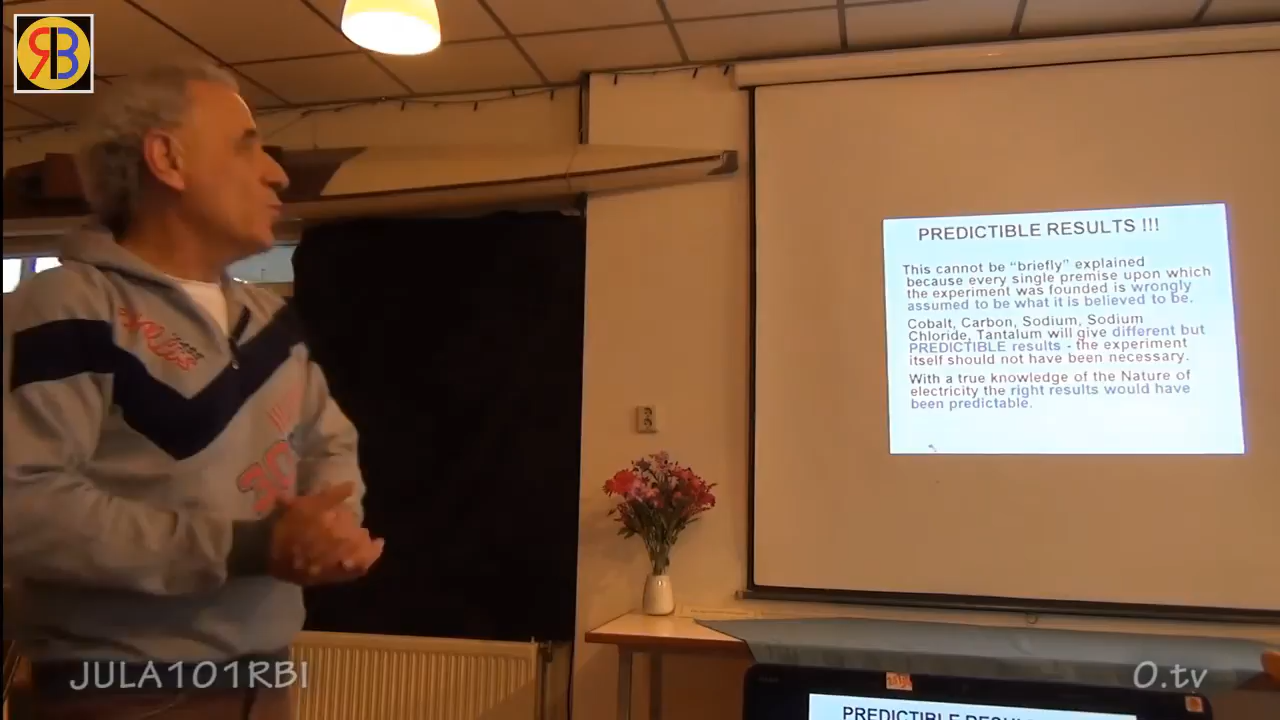 RB
PREDICTIBLE RESULTS !!!
This cannot be "briefly" explained
because every single premise upon which
the experiment was founded is wrongly
assumed to be what it is believed to be.
Cobalt, Carbon, Sodium, Sodium
Chloride, Tantalum will give different but
PREDICTIBLE results - the experiment
itself should not have been necessary.
With a true knowledge of the Nature of
electricity the right results would have
been predictable.
JULA101RBI
O.tv
PREDICTIBLE